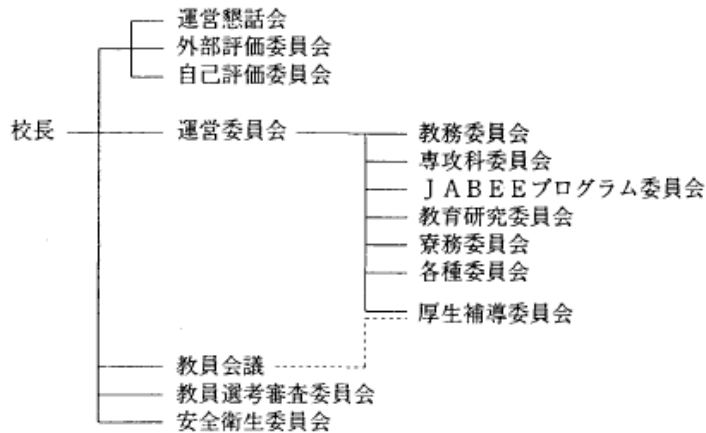 運営懇話会
外部評価委員会
自己評価委員会
校長
運営委員会
教務委員会
専攻科委員会
ＪＡＢＥＥプログラム委員会
教育研究委員会
寮務委員会
各種委員会
厚生補導委員会
教員会議
教員選考審査委員会
安全衛生委員会